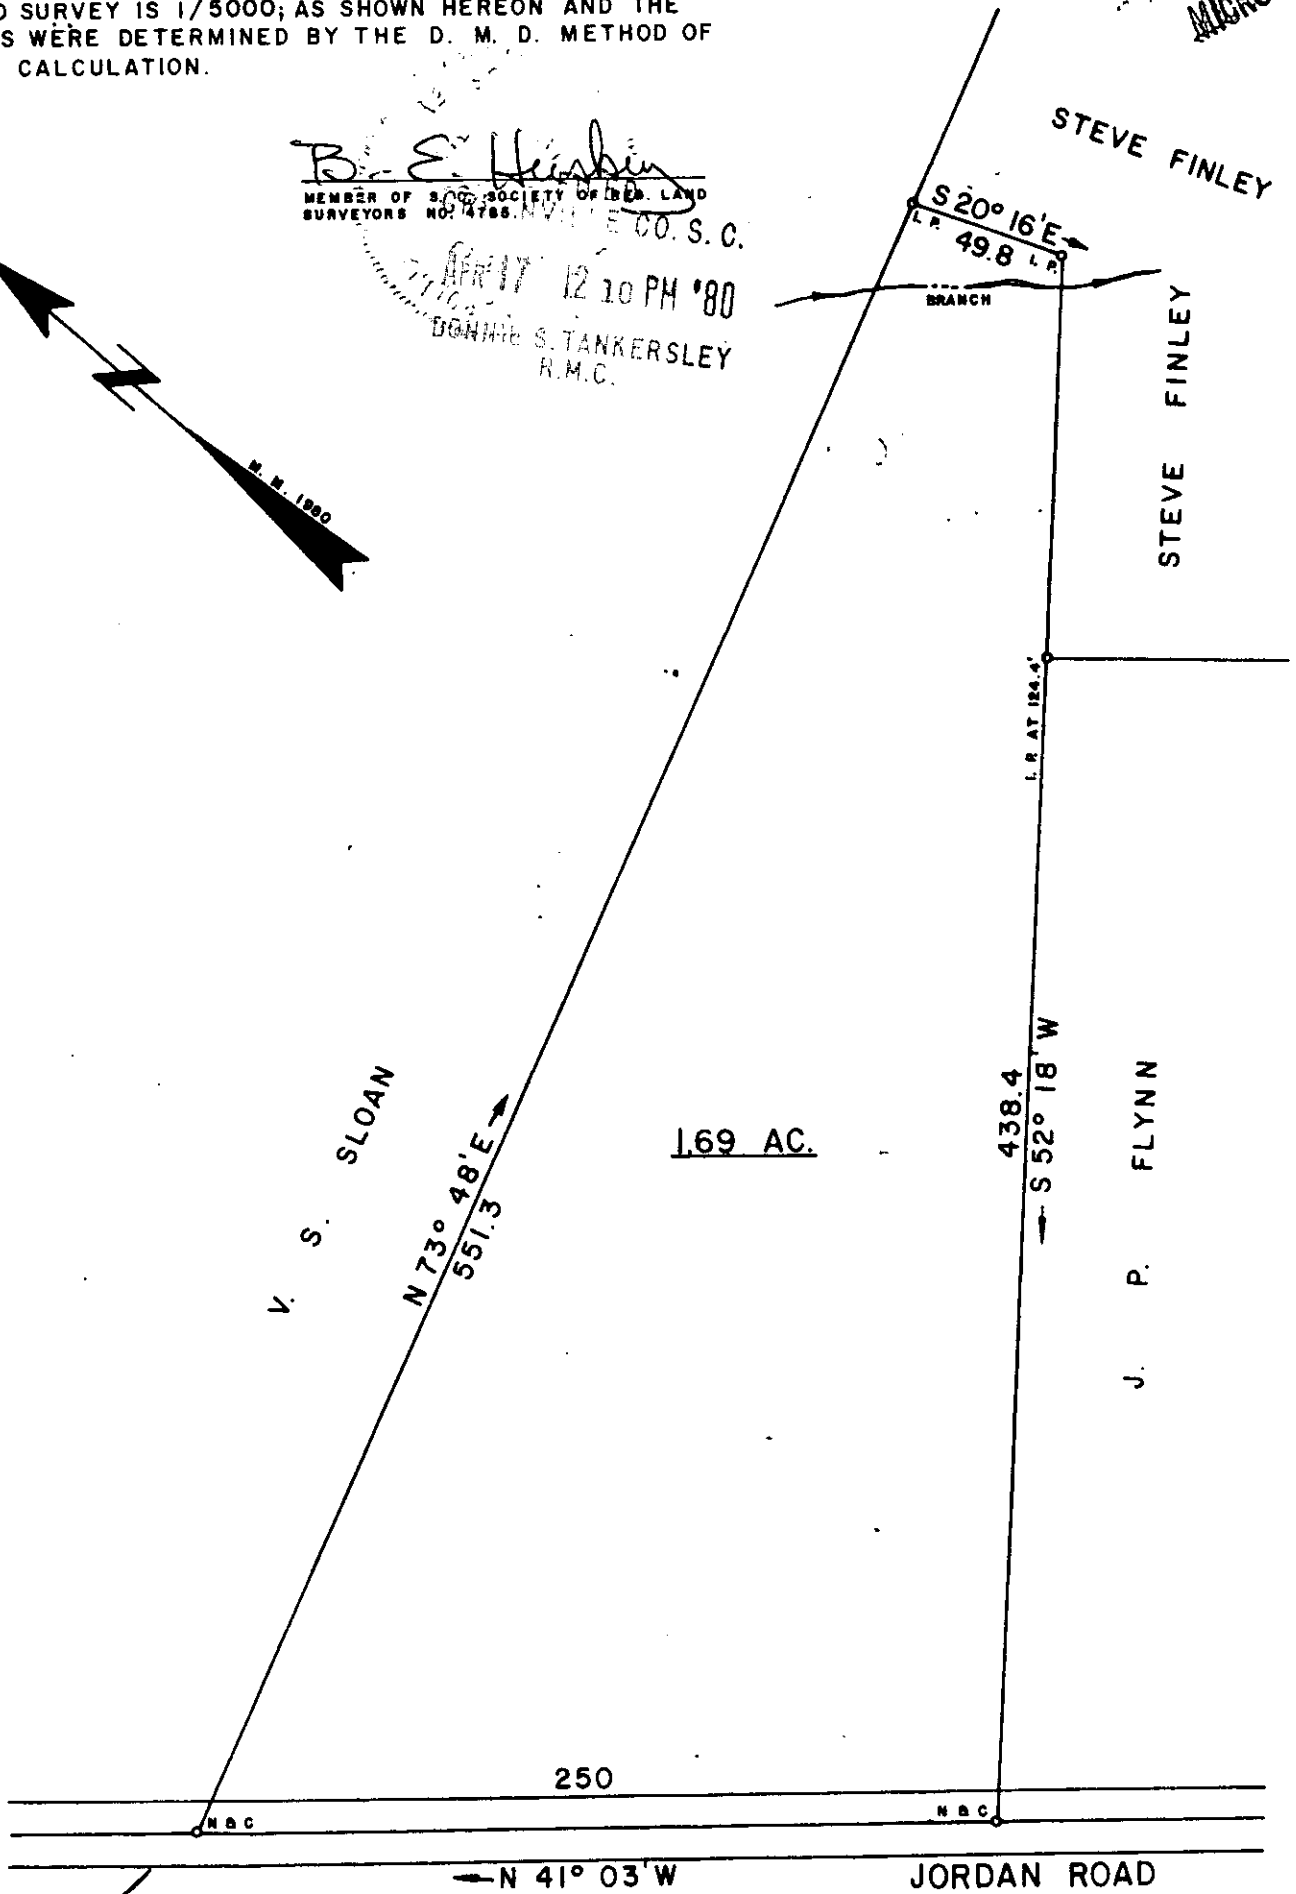 D SURVEY IS 1/5000; AS SHOWN HEREON AND THE
S WERE DETERMINED BY THE D. M. D. METHOD OF
CALCULATION.
B. E.
MEMBER OF S. C. SOCIETY OF REG. LAND
SURVEYORS NO. 4786.
CO. S. C.
APR 17 12 10 PM '80
DONNIE S. TANKERSLEY
R.M.C.
STEVE FINLEY
S 20° 16' E
I. P. 49.8 I. P.
BRANCH
STEVE FINLEY
M. M. 1980
I. P. AT 124.4'
V. S. SLOAN
N 73° 48' E
551.3
1.69 AC.
438.4
S 52° 18' W
J. P. FLYNN
250
N & C
N & C
N 41° 03' W
JORDAN ROAD